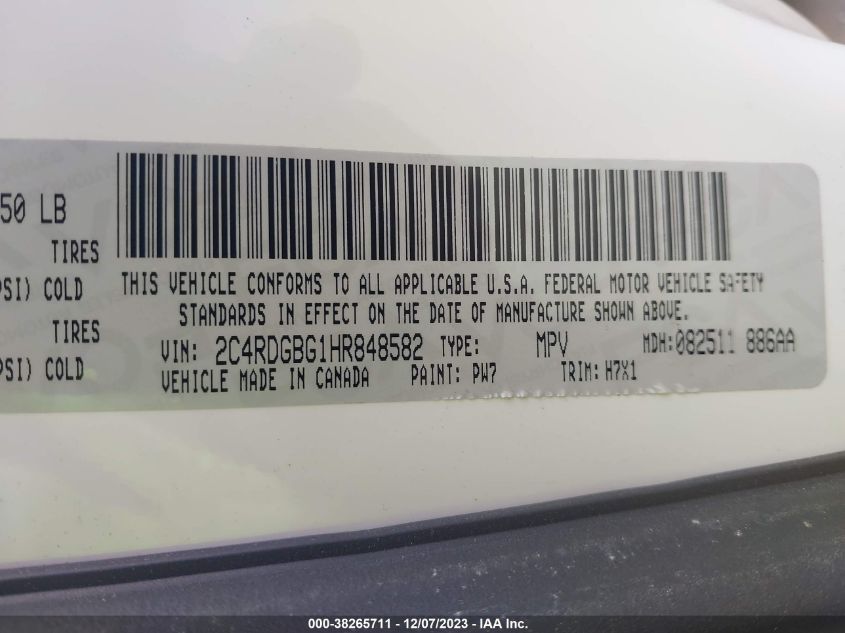 50 LB
TIRES
PSI) COLD
TIRES
PSI) COLD
THIS VEHICLE CONFORMS TO ALL APPLICABLE U.S.A. FEDERAL MOTOR VEHICLE SAFETY
STANDARDS IN EFFECT ON THE DATE OF MANUFACTURE SHOWN ABOVE.
VIN: 2C4RDGBG1HR848582 TYPE: MPV MDH:082511 886AA
VEHICLE MADE IN CANADA PAINT: PW7 TRIM: H7X1
000-38265711 - 12/07/2023 - IAA Inc.